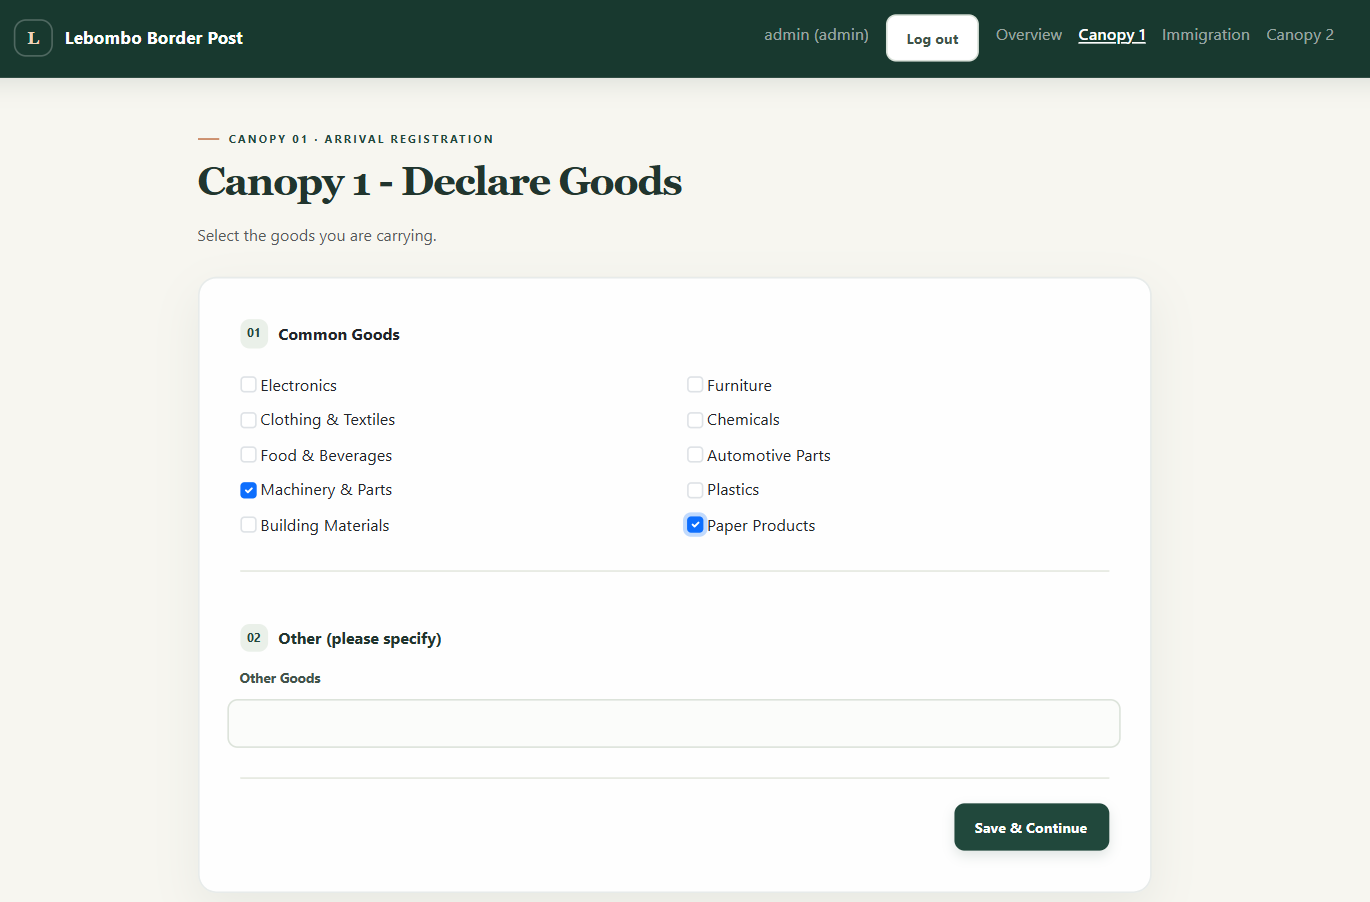 L
Lebombo Border Post
admin (admin)
Log out
Overview
Canopy 1
Immigration
Canopy 2
CANOPY 01 · ARRIVAL REGISTRATION
Canopy 1 - Declare Goods
Select the goods you are carrying.
01 Common Goods
Electronics
Clothing & Textiles
Food & Beverages
Machinery & Parts
Building Materials
Furniture
Chemicals
Automotive Parts
Plastics
Paper Products
02 Other (please specify)
Other Goods
Save & Continue